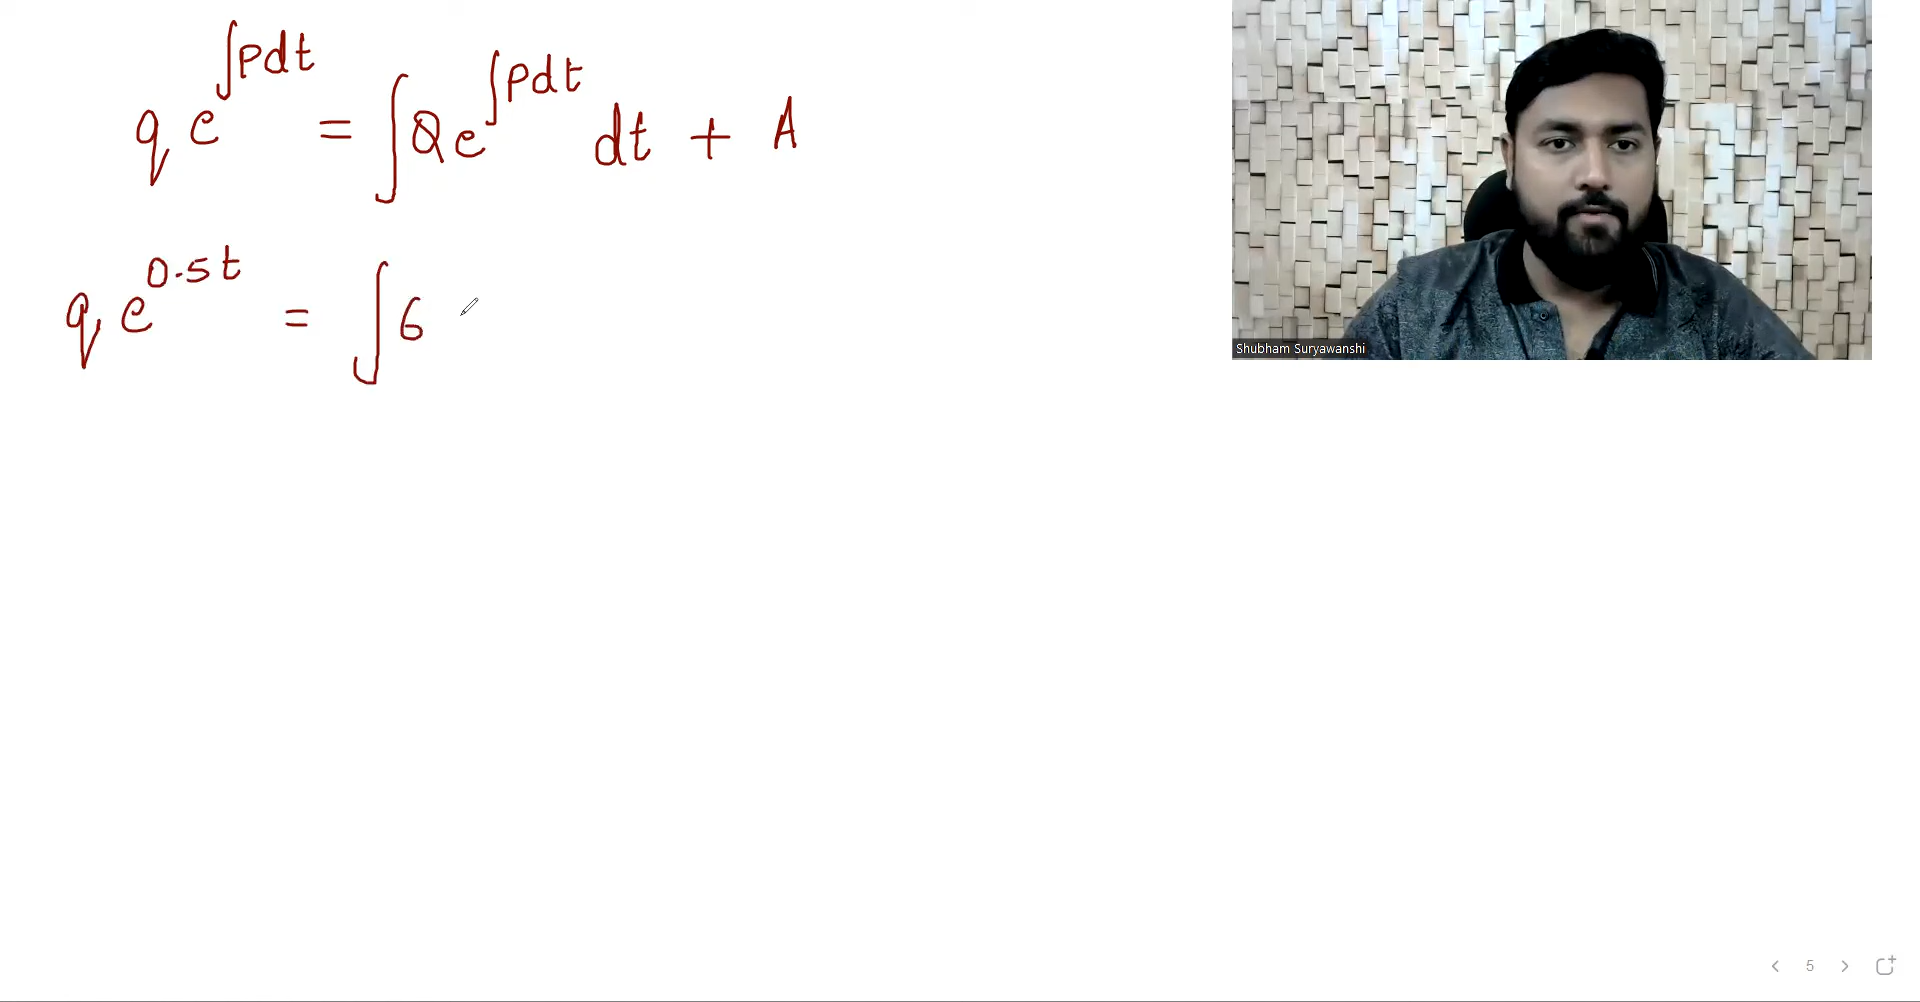 q e^{∫Pdt} = ∫Q e^{∫Pdt} dt + A
q e^{0.5t} = ∫6
Shubham Suryawanshi
5